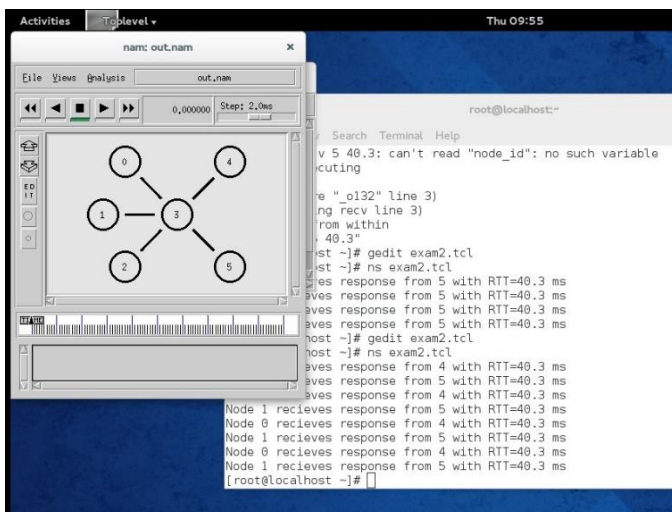 Activities Toplevel Thu 09:55
nam: out.nam ×
File Views Analysis out.nam
0.000000 Step: 2.0ms
ED
IT
0 4
1 3
2 5
TIME
root@localhost:~
Search Terminal Help
v 5 40.3: can't read "node_id": no such variable
cuting
e "_o132" line 3)
ng recv line 3)
rom within
5 40.3"
st ~]# gedit exam2.tcl
st ~]# ns exam2.tcl
eves response from 5 with RTT=40.3 ms
eves response from 5 with RTT=40.3 ms
eves response from 5 with RTT=40.3 ms
eves response from 5 with RTT=40.3 ms
ost ~]# gedit exam2.tcl
ost ~]# ns exam2.tcl
eves response from 4 with RTT=40.3 ms
eves response from 5 with RTT=40.3 ms
eves response from 4 with RTT=40.3 ms
Node 1 recieves response from 5 with RTT=40.3 ms
Node 0 recieves response from 4 with RTT=40.3 ms
Node 1 recieves response from 5 with RTT=40.3 ms
Node 0 recieves response from 4 with RTT=40.3 ms
Node 1 recieves response from 5 with RTT=40.3 ms
[root@localhost ~]#